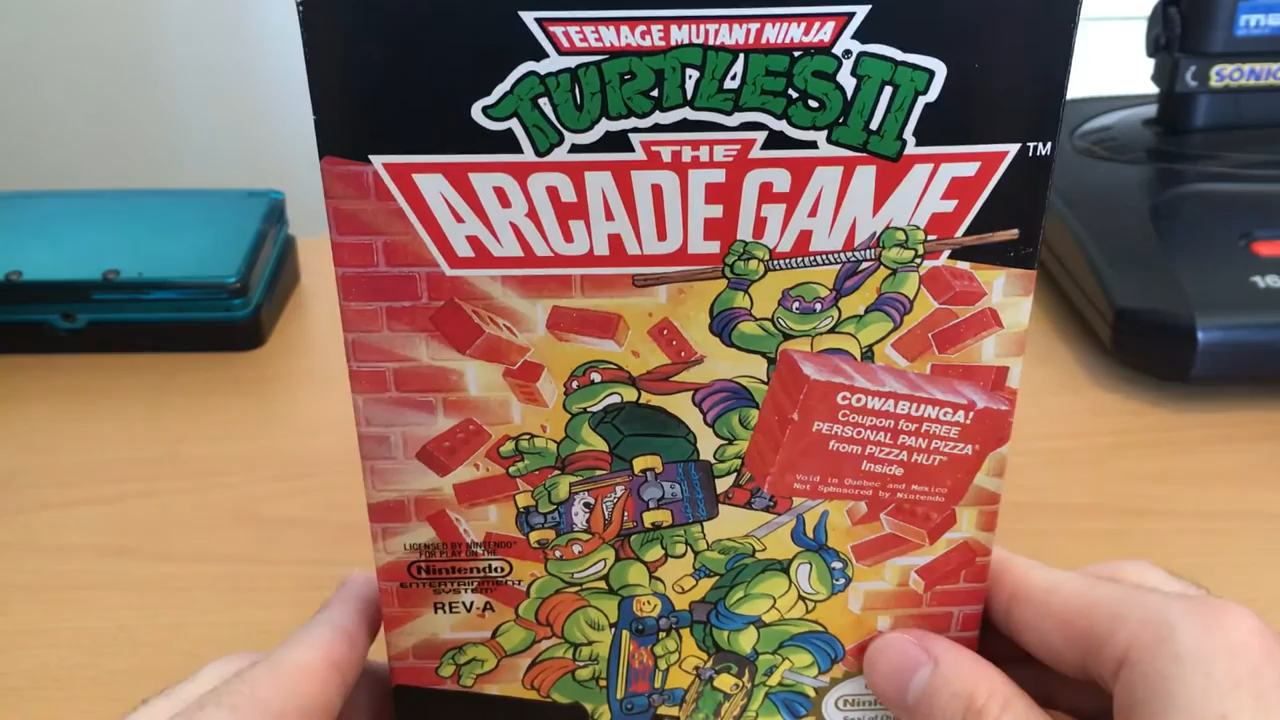 TEENAGE MUTANT NINJA
TURTLES II
THE
ARCADE GAME
TM
COWABUNGA!
Coupon for FREE
PERSONAL PAN PIZZA®
from PIZZA HUT®
Inside
Void in Quebec and Mexico
Not Sponsored by Nintendo
LICENSED BY NINTENDO®
FOR PLAY ON THE
Nintendo
ENTERTAINMENT
SYSTEM®
REV-A
SONIC
16